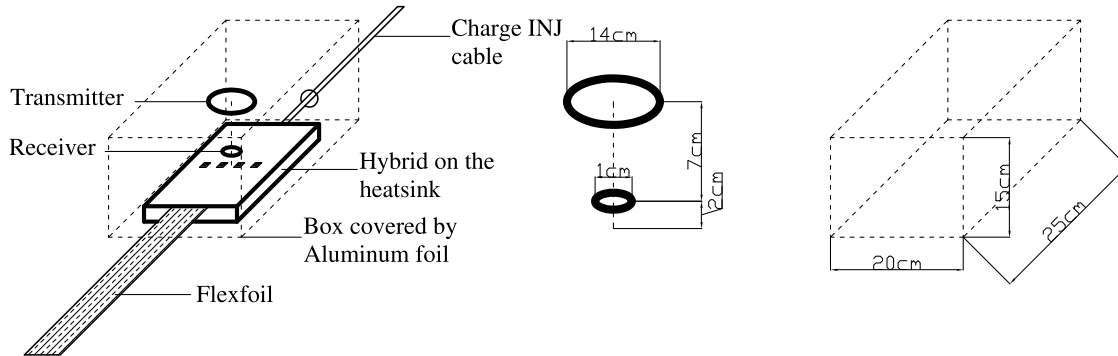 Charge INJ
cable
Transmitter
Receiver
Hybrid on the
heatsink
Box covered by
Aluminum foil
Flexfoil
14cm
7cm
1cm
2cm
15cm
25cm
20cm